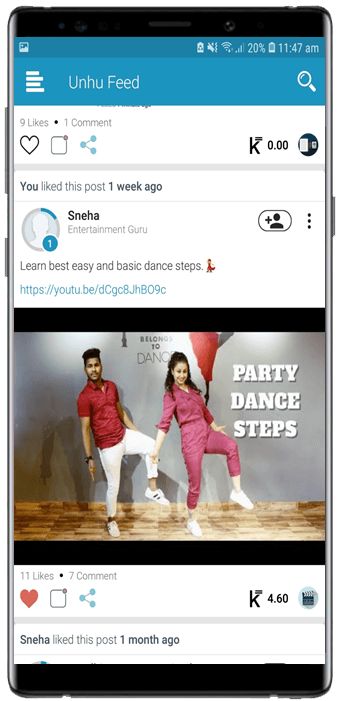 20% 11:47 am
Unhu Feed
9 Likes • 1 Comment
0.00
You liked this post 1 week ago
Sneha
Entertainment Guru
1
Learn best easy and basic dance steps.💃
https://youtu.be/dCgc8JhBO9c
BELONGS
TO
DANC
PARTY
DANCE
STEPS
11 Likes • 7 Comment
4.60
Sneha liked this post 1 month ago